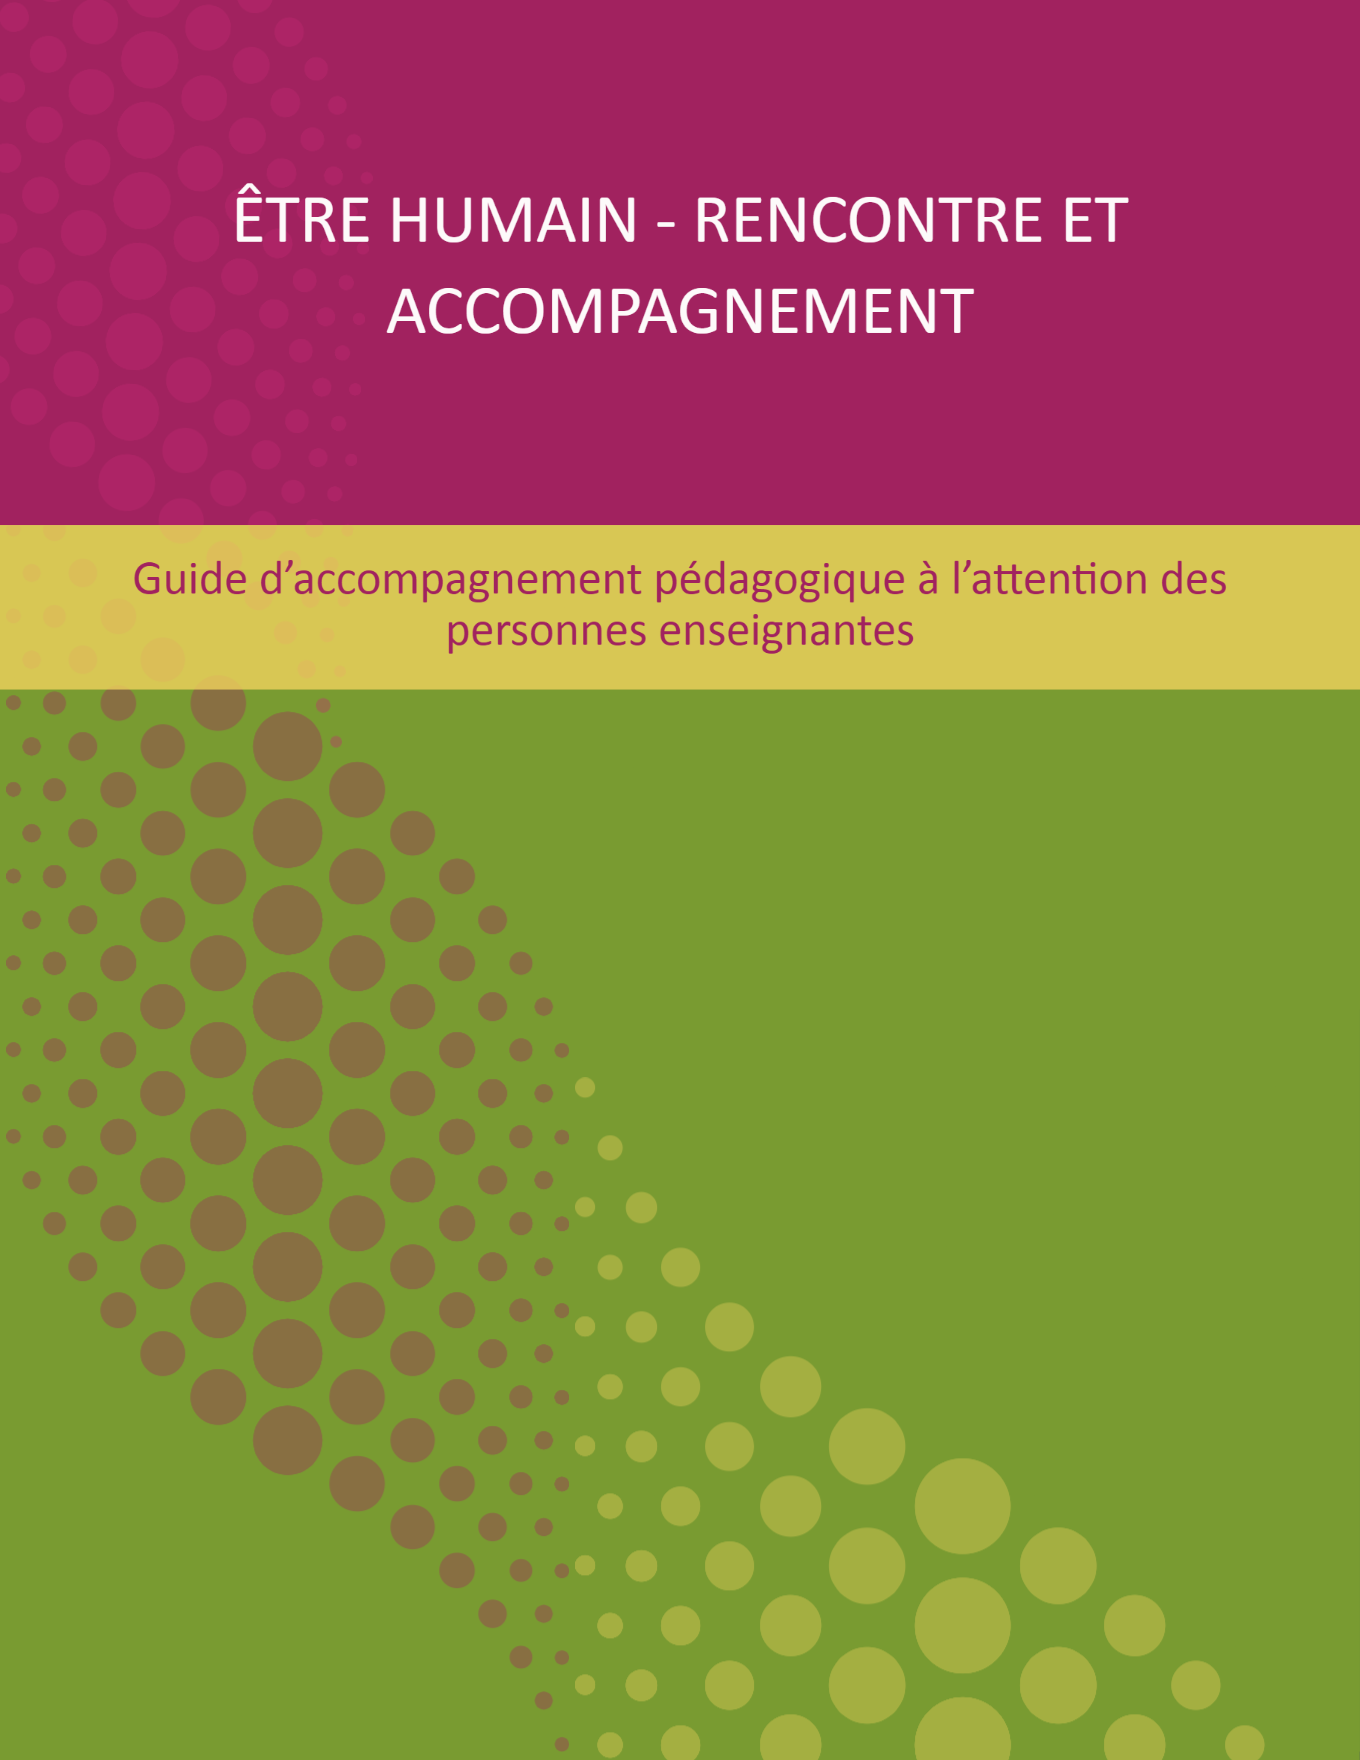 ÊTRE HUMAIN - RENCONTRE ET
ACCOMPAGNEMENT
Guide d’accompagnement pédagogique à l’attention des
personnes enseignantes